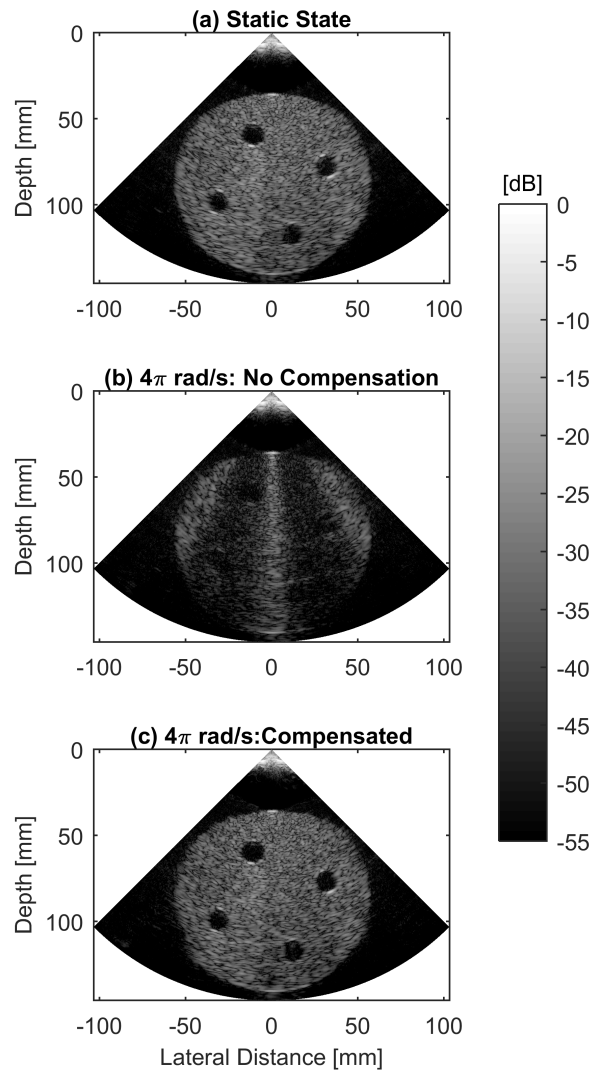 (a) Static State
0
50
100
Depth [mm]
-100 -50 0 50 100
(b) 4π rad/s: No Compensation
0
50
100
Depth [mm]
-100 -50 0 50 100
(c) 4π rad/s:Compensated
0
50
100
Depth [mm]
-100 -50 0 50 100
Lateral Distance [mm]
[dB]
0
-5
-10
-15
-20
-25
-30
-35
-40
-45
-50
-55